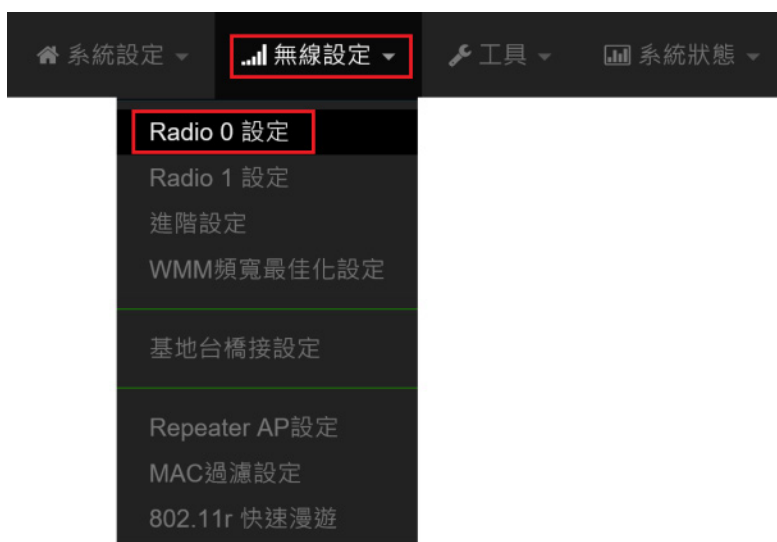 系統設定 無線設定 工具 系統狀態
Radio 0 設定
Radio 1 設定
進階設定
WMM頻寬最佳化設定
基地台橋接設定
Repeater AP設定
MAC過濾設定
802.11r 快速漫遊